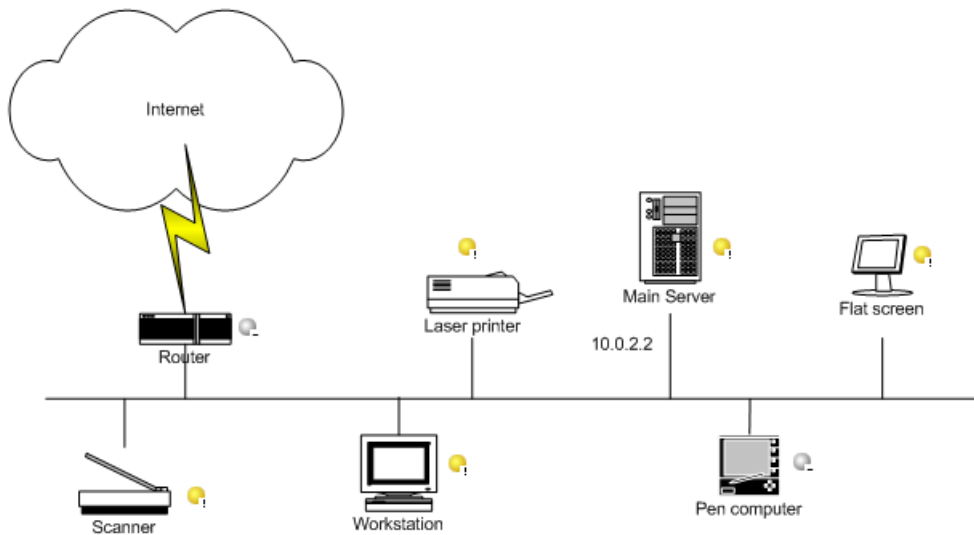 Internet
Laser printer
Main Server
Flat screen
Router
10.0.2.2
Scanner
Workstation
Pen computer